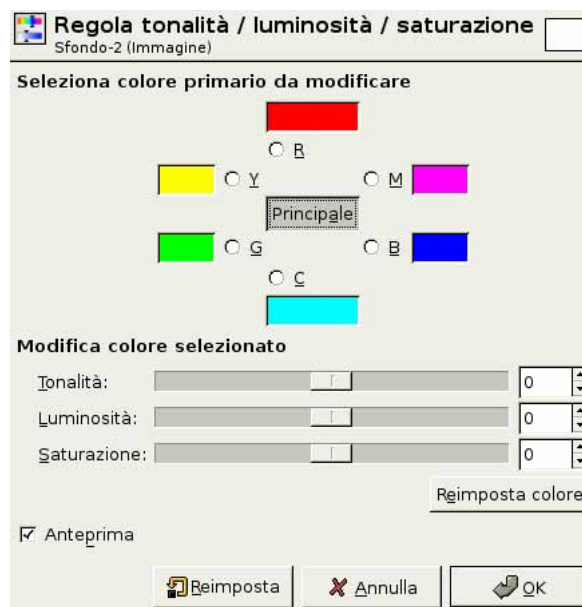 Regola tonalità / luminosità / saturazione
Sfondo-2 (Immagine)
Seleziona colore primario da modificare
R
Y M
Principale
G B
C
Modifica colore selezionato
Tonalità: 0
Luminosità: 0
Saturazione: 0
Reimposta colore
Anteprima
Reimposta Annulla OK